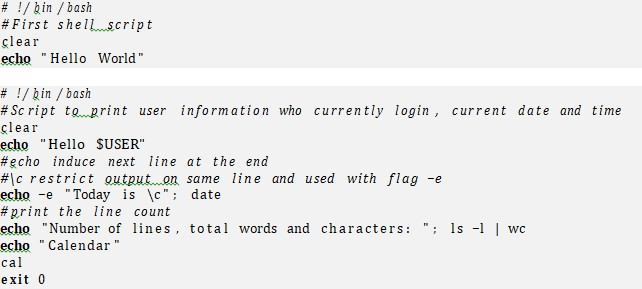 # !/bin /bash
#First shell script
clear
echo "Hello World"
# !/bin /bash
#Script to print user information who currently login, current date and time
clear
echo "Hello $USER"
#echo induce next line at the end
#\c restrict output on same line and used with flag −e
echo −e "Today is \c"; date
#print the line count
echo "Number of lines, total words and characters: "; ls −l | wc
echo "Calendar"
cal
exit 0